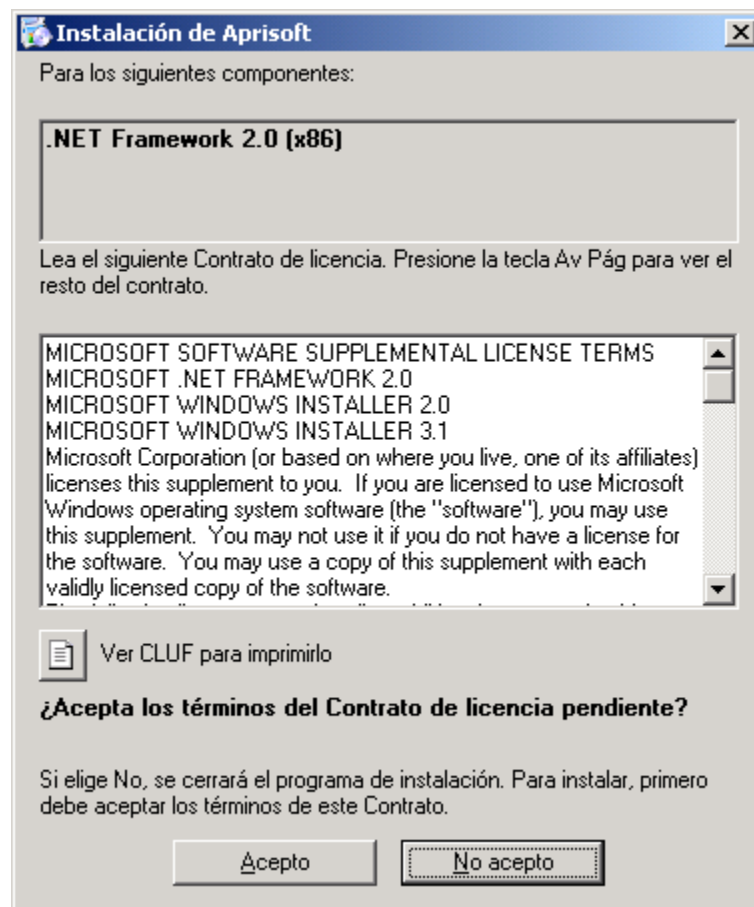 Instalación de Aprisoft
Para los siguientes componentes:
.NET Framework 2.0 (x86)
Lea el siguiente Contrato de licencia. Presione la tecla Av Pág para ver el
resto del contrato.
MICROSOFT SOFTWARE SUPPLEMENTAL LICENSE TERMS
MICROSOFT .NET FRAMEWORK 2.0
MICROSOFT WINDOWS INSTALLER 2.0
MICROSOFT WINDOWS INSTALLER 3.1
Microsoft Corporation (or based on where you live, one of its affiliates)
licenses this supplement to you.  If you are licensed to use Microsoft
Windows operating system software (the "software"), you may use
this supplement.  You may not use it if you do not have a license for
the software.  You may use a copy of this supplement with each
validly licensed copy of the software.
Ver CLUF para imprimirlo
¿Acepta los términos del Contrato de licencia pendiente?
Si elige No, se cerrará el programa de instalación. Para instalar, primero
debe aceptar los términos de este Contrato.
Acepto
No acepto